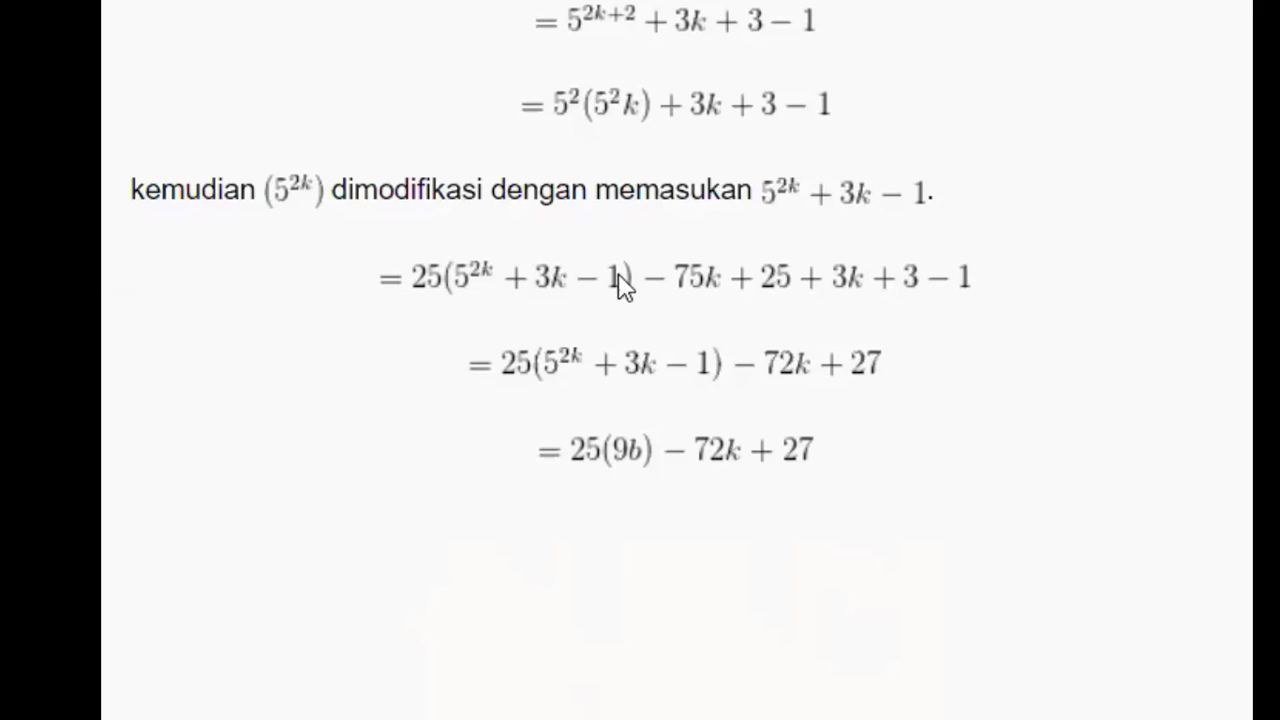 = 5^{2k+2} + 3k + 3 − 1
= 5^2(5^2k) + 3k + 3 − 1
kemudian (5^{2k}) dimodifikasi dengan memasukan 5^{2k} + 3k − 1.
= 25(5^{2k} + 3k − 1) − 75k + 25 + 3k + 3 − 1
= 25(5^{2k} + 3k − 1) − 72k + 27
= 25(9b) − 72k + 27